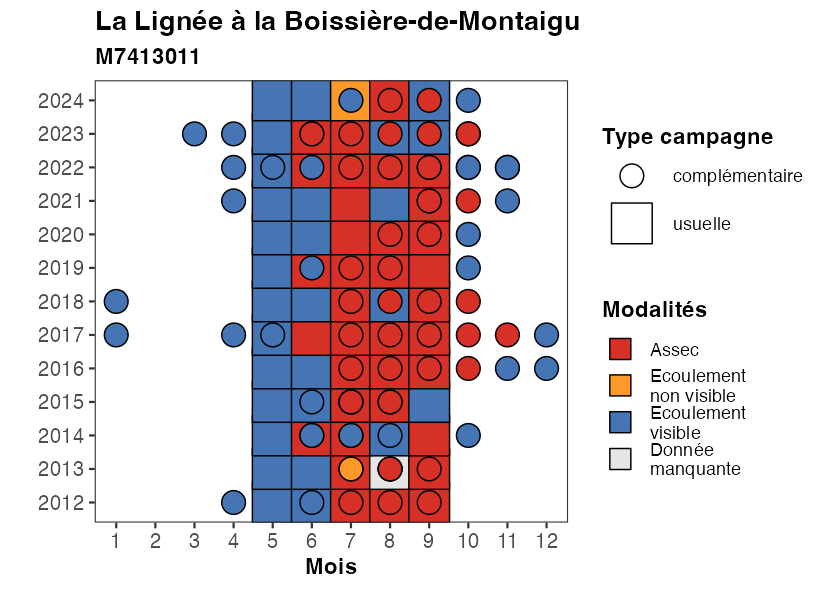 La Lignée à la Boissière-de-Montaigu
M7413011
2024
2023
2022
2021
2020
2019
2018
2017
2016
2015
2014
2013
2012
1 2 3 4 5 6 7 8 9 10 11 12
Mois
Type campagne
complémentaire
usuelle
Modalités
Assec
Ecoulement
non visible
Ecoulement
visible
Donnée
manquante